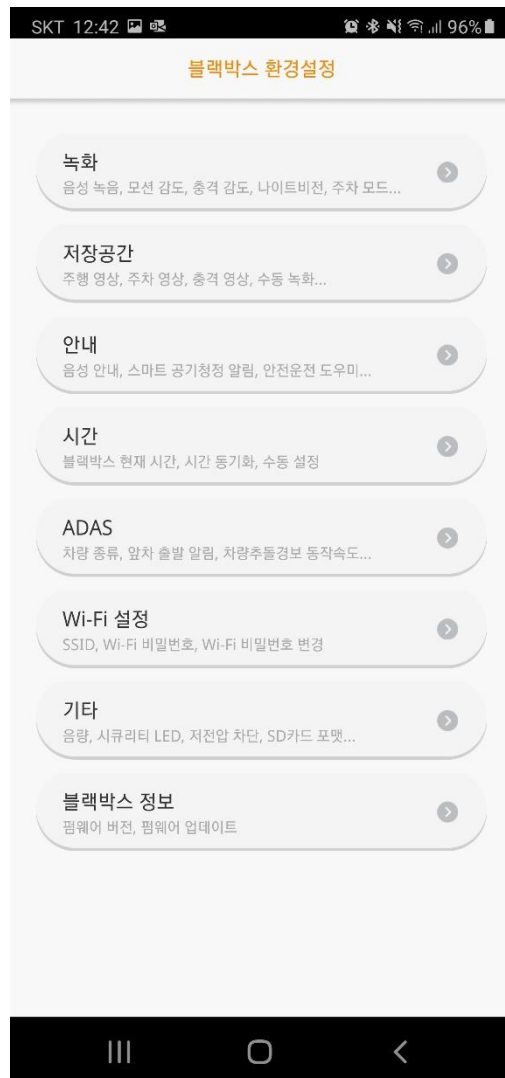 SKT 12:42 96%
블랙박스 환경설정
녹화
음성 녹음, 모션 감도, 충격 감도, 나이트비전, 주차 모드...
저장공간
주행 영상, 주차 영상, 충격 영상, 수동 녹화...
안내
음성 안내, 스마트 공기청정 알림, 안전운전 도우미...
시간
블랙박스 현재 시간, 시간 동기화, 수동 설정
ADAS
차량 종류, 앞차 출발 알림, 차량추돌경보 동작속도...
Wi-Fi 설정
SSID, Wi-Fi 비밀번호, Wi-Fi 비밀번호 변경
기타
음량, 시큐리티 LED, 저전압 차단, SD카드 포맷...
블랙박스 정보
펌웨어 버전, 펌웨어 업데이트